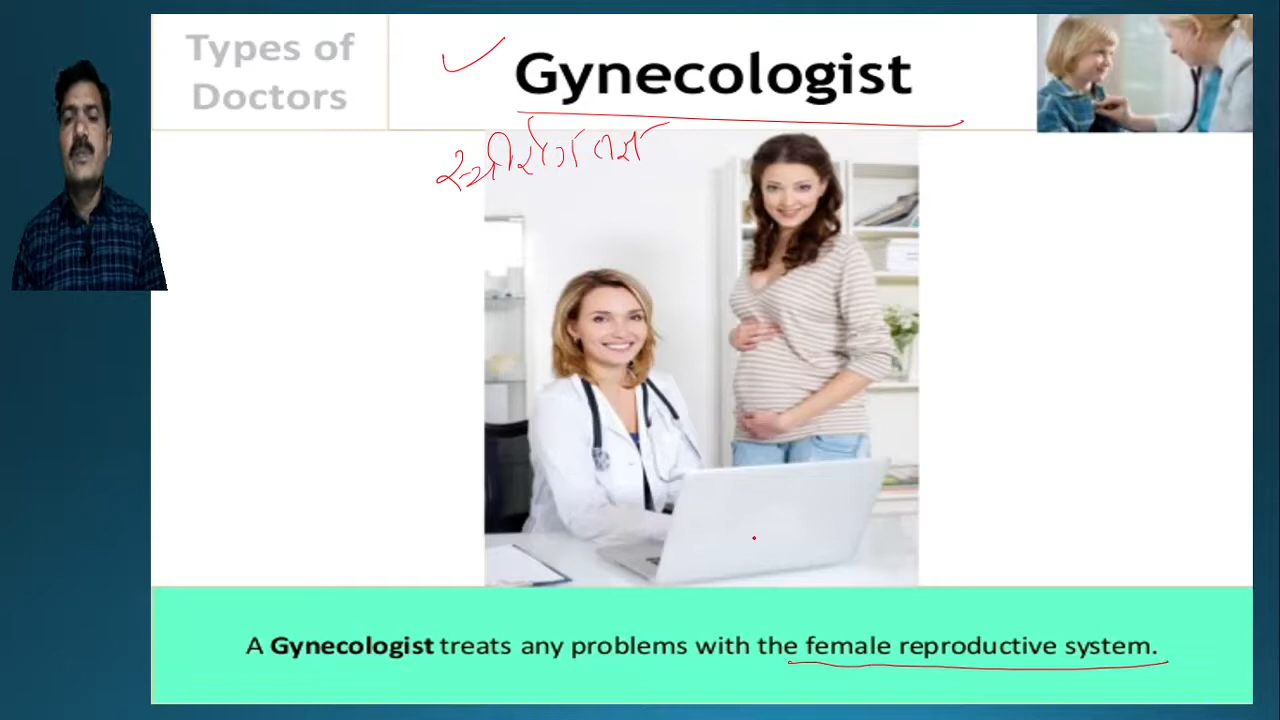 Types of
Doctors
Gynecologist
स्त्रीरोग
A Gynecologist treats any problems with the female reproductive system.